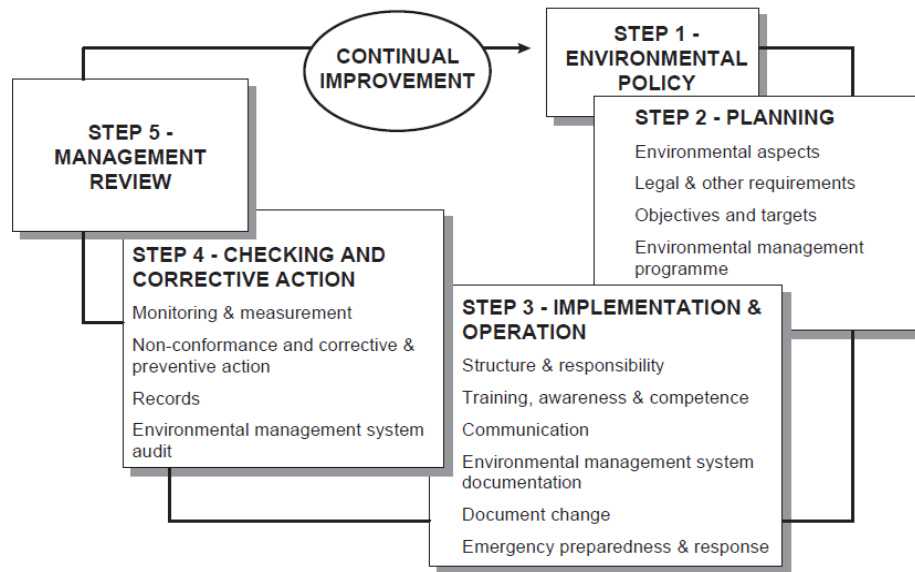 CONTINUAL
IMPROVEMENT
STEP 1 -
ENVIRONMENTAL
POLICY
STEP 2 - PLANNING
Environmental aspects
Legal & other requirements
Objectives and targets
Environmental management
programme
STEP 3 - IMPLEMENTATION &
OPERATION
Structure & responsibility
Training, awareness & competence
Communication
Environmental management system
documentation
Document change
Emergency preparedness & response
STEP 4 - CHECKING AND
CORRECTIVE ACTION
Monitoring & measurement
Non-conformance and corrective &
preventive action
Records
Environmental management system
audit
STEP 5 -
MANAGEMENT
REVIEW